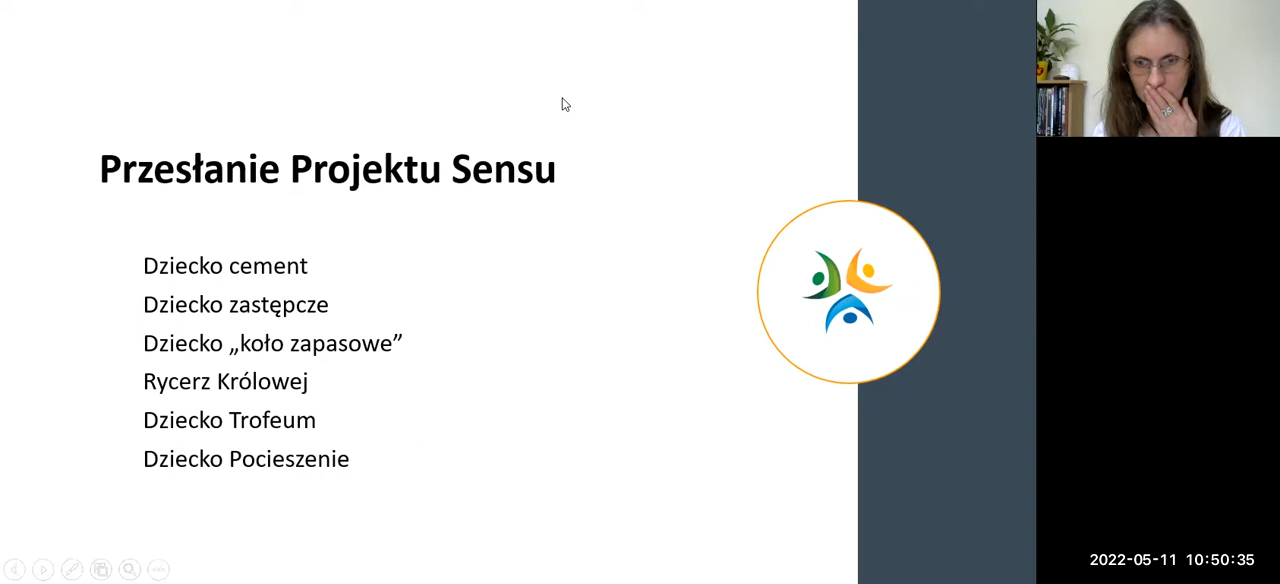 Przesłanie Projektu Sensu
Dziecko cement
Dziecko zastępcze
Dziecko „koło zapasowe”
Rycerz Królowej
Dziecko Trofeum
Dziecko Pocieszenie
2022-05-11 10:50:35